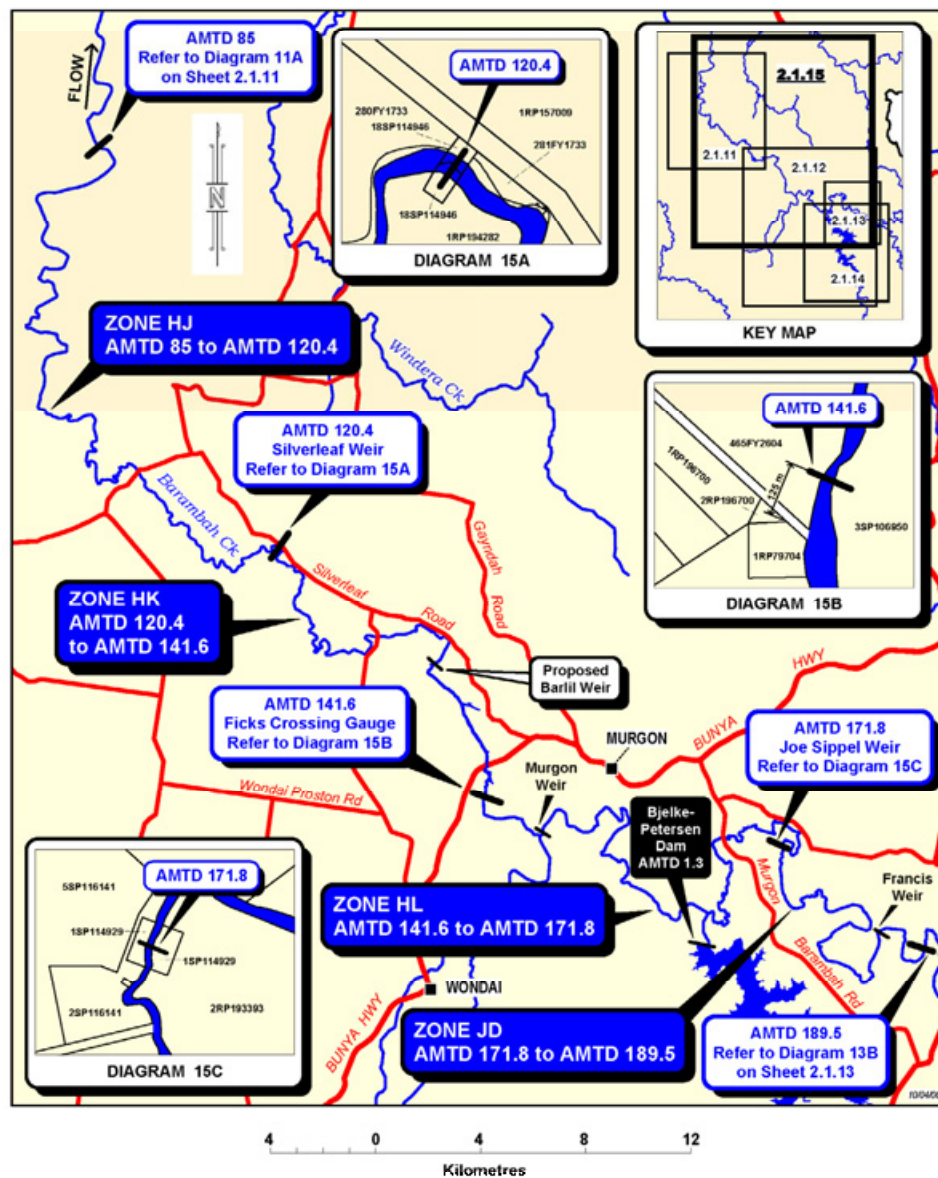 AMTD 85
Refer to Diagram 11A
on Sheet 2.1.11
FLOW
N
AMTD 120.4
280FY1733
18SP114946
1RP157009
281FY1733
18SP114946
1RP194282
DIAGRAM 15A
2.1.15
2.1.11
2.1.12
2.1.13
2.1.14
KEY MAP
ZONE HJ
AMTD 85 to AMTD 120.4
Windera Ck
AMTD 120.4
Silverleaf Weir
Refer to Diagram 15A
Barambah Ck
AMTD 141.6
465FY2604
1RP196700
125 m
2RP196700
3SP106950
1RP79704
DIAGRAM 15B
Gayndah
Road
Silverleaf
Road
ZONE HK
AMTD 120.4
to AMTD 141.6
Proposed
Barlil Weir
BUNYA
HWY
AMTD 141.6
Ficks Crossing Gauge
Refer to Diagram 15B
MURGON
AMTD 171.8
Joe Sippel Weir
Refer to Diagram 15C
Wondai Proston Rd
Murgon
Weir
Bjelke-
Petersen
Dam
AMTD 1.3
Murgon
Barambah Rd
Francis
Weir
AMTD 171.8
5SP116141
1SP114929
1SP114929
2SP116141
2RP193393
DIAGRAM 15C
ZONE HL
AMTD 141.6 to AMTD 171.8
WONDAI
BUNYA HWY
ZONE JD
AMTD 171.8 to AMTD 189.5
AMTD 189.5
Refer to Diagram 13B
on Sheet 2.1.13
4 0 4 8 12
Kilometres